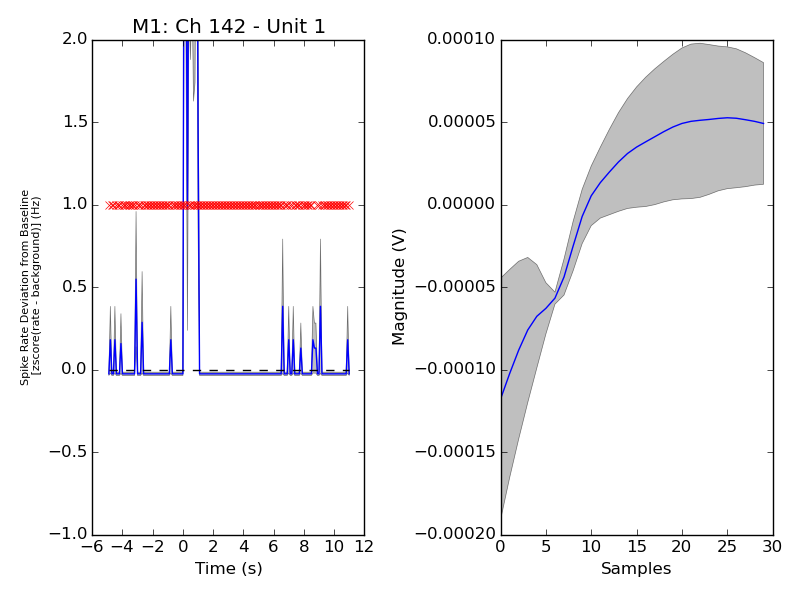 M1: Ch 142 - Unit 1
2.0
1.5
1.0
0.5
0.0
−0.5
−1.0
−6 −4 −2 0 2 4 6 8 10 12
Time (s)
Spike Rate Deviation from Baseline
[zscore(rate - background)] (Hz)
0.00010
0.00005
0.00000
−0.00005
−0.00010
−0.00015
−0.00020
0 5 10 15 20 25 30
Samples
Magnitude (V)